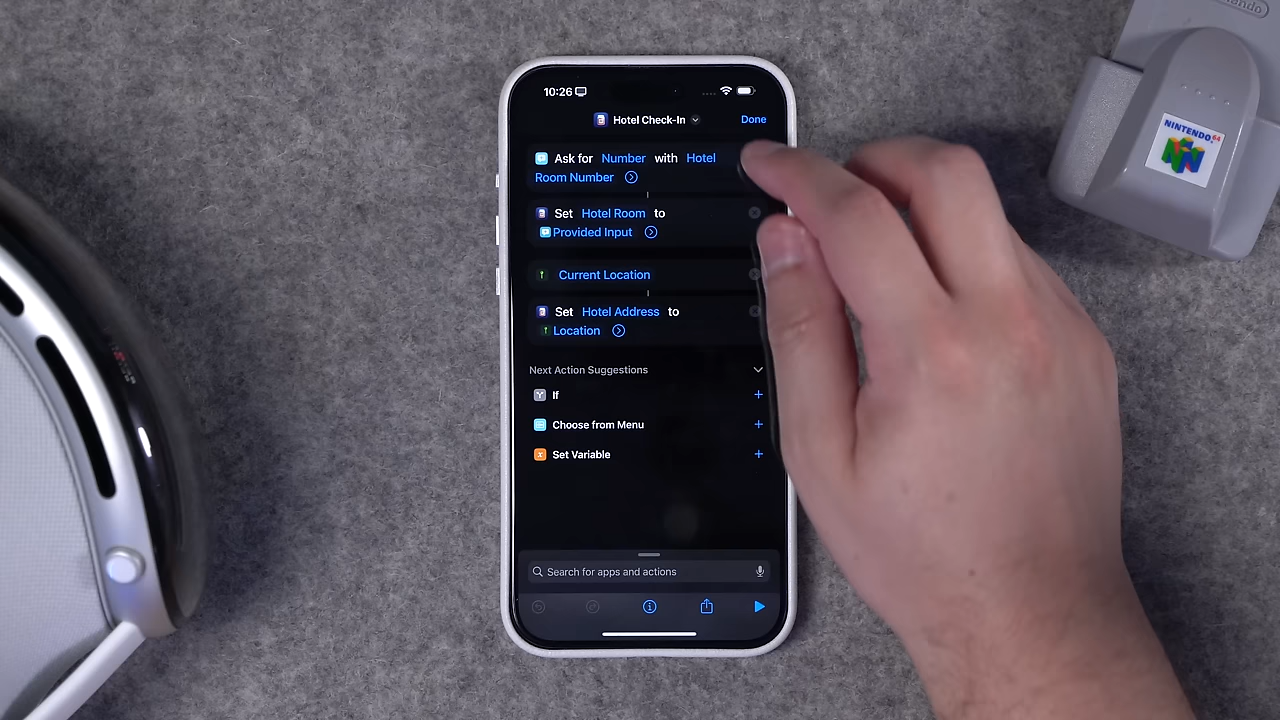 10:26
Hotel Check-In
Done
Ask for Number with Hotel
Room Number
Set Hotel Room to
Provided Input
Current Location
Set Hotel Address to
Location
Next Action Suggestions
If
Choose from Menu
Set Variable
Search for apps and actions
NINTENDO 64